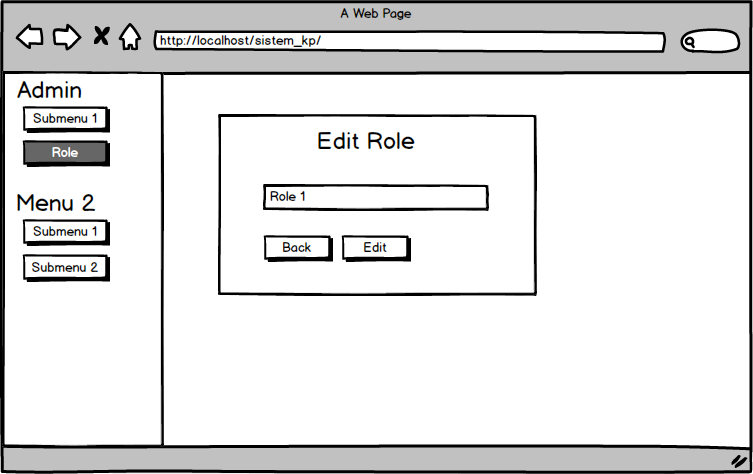 A Web Page
http://localhost/sistem_kp/
Admin
Submenu 1
Role
Menu 2
Submenu 1
Submenu 2
Edit Role
Role 1
Back Edit